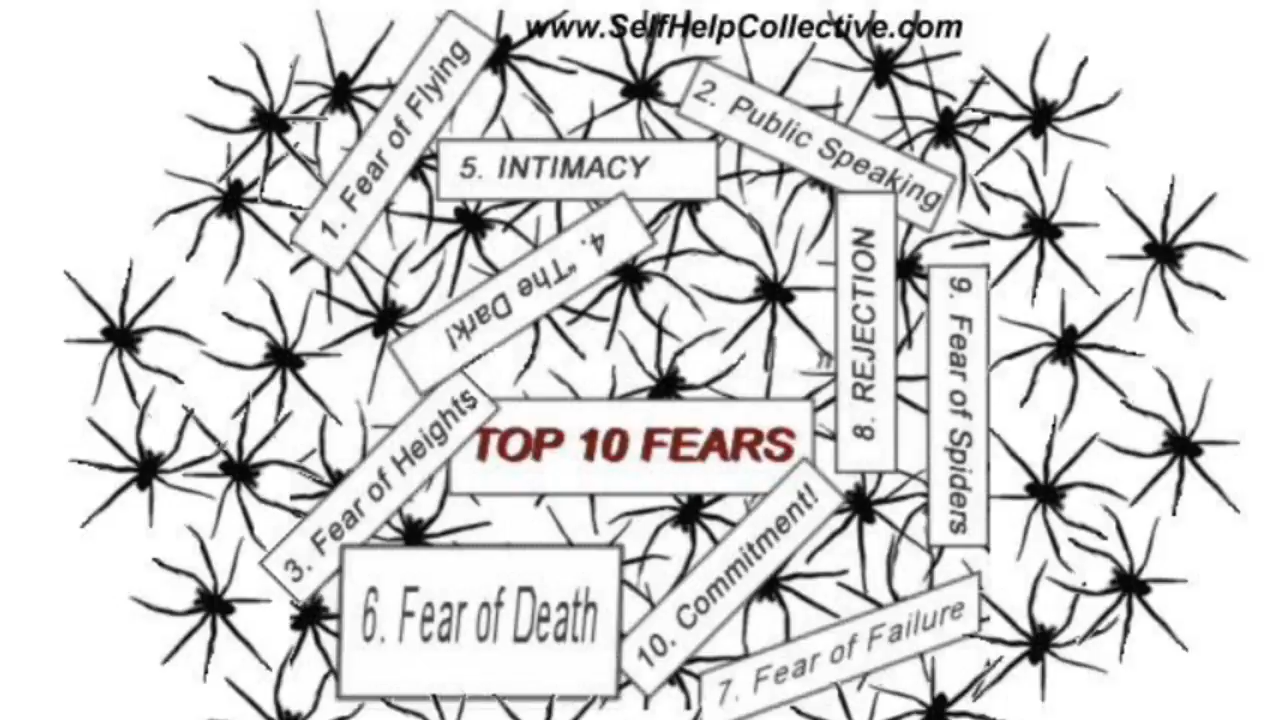 www.SelfHelpCollective.com
1. Fear of Flying
2. Public Speaking
5. INTIMACY
4. "The Dark!
8. REJECTION
9. Fear of Spiders
3. Fear of Heights
TOP 10 FEARS
10. Commitment!
6. Fear of Death
7. Fear of Failure